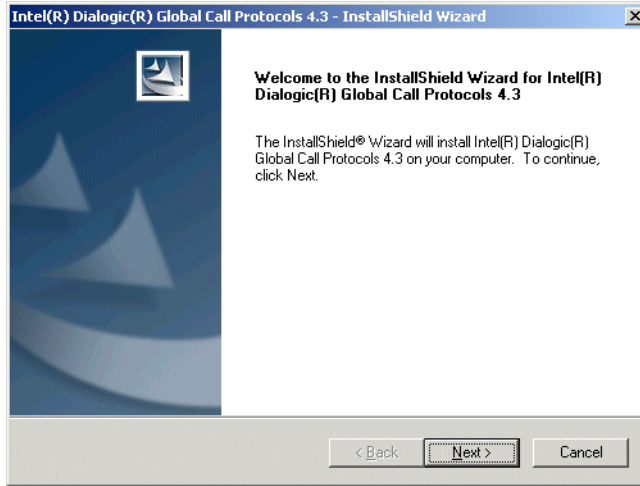 Intel(R) Dialogic(R) Global Call Protocols 4.3 - InstallShield Wizard
Welcome to the InstallShield Wizard for Intel(R)
Dialogic(R) Global Call Protocols 4.3
The InstallShield® Wizard will install Intel(R) Dialogic(R)
Global Call Protocols 4.3 on your computer. To continue,
click Next.
< Back
Next >
Cancel